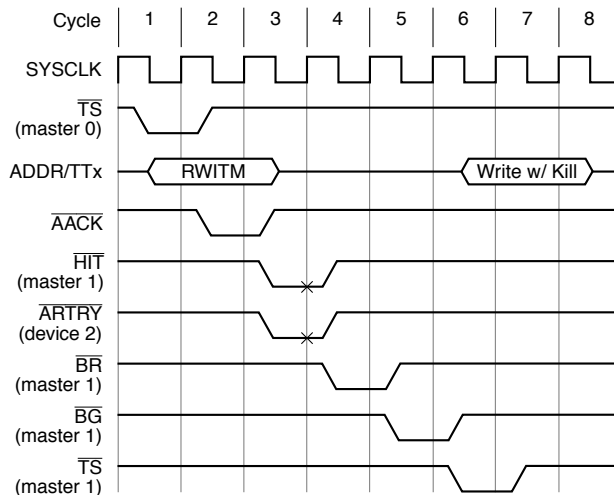 Cycle 1 2 3 4 5 6 7 8
SYSCLK
TS
(master 0)
ADDR/TTx RWITM Write w/ Kill
AACK
HIT
(master 1)
ARTRY
(device 2)
BR
(master 1)
BG
(master 1)
TS
(master 1)